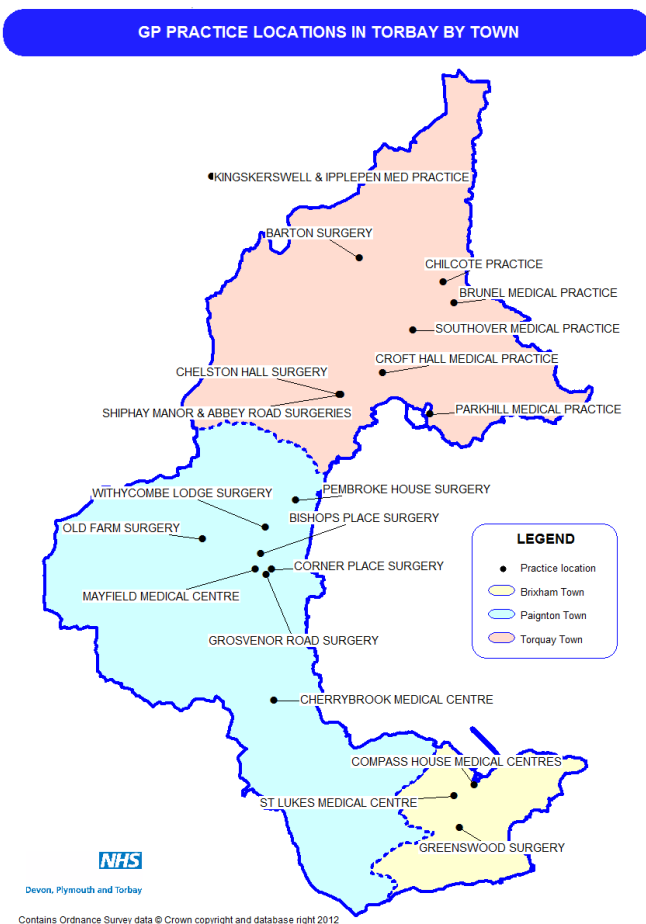 GP PRACTICE LOCATIONS IN TORBAY BY TOWN
KINGSKERSWELL & IPPLEPEN MED PRACTICE
BARTON SURGERY
CHILCOTE PRACTICE
BRUNEL MEDICAL PRACTICE
SOUTHOVER MEDICAL PRACTICE
CROFT HALL MEDICAL PRACTICE
CHELSTON HALL SURGERY
SHIPHAY MANOR & ABBEY ROAD SURGERIES
PARKHILL MEDICAL PRACTICE
PEMBROKE HOUSE SURGERY
WITHYCOMBE LODGE SURGERY
BISHOPS PLACE SURGERY
OLD FARM SURGERY
CORNER PLACE SURGERY
MAYFIELD MEDICAL CENTRE
GROSVENOR ROAD SURGERY
CHERRYBROOK MEDICAL CENTRE
LEGEND
Practice location
Brixham Town
Paignton Town
Torquay Town
COMPASS HOUSE MEDICAL CENTRES
ST LUKES MEDICAL CENTRE
GREENSWOOD SURGERY
NHS
Devon, Plymouth and Torbay
Contains Ordnance Survey data © Crown copyright and database right 2012